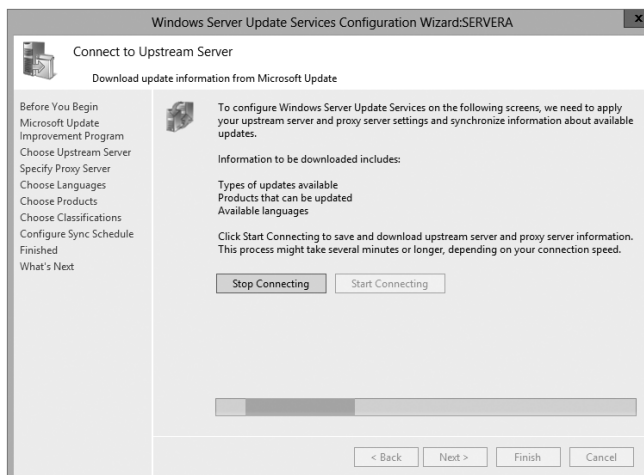 Windows Server Update Services Configuration Wizard:SERVERA
x
Connect to Upstream Server
Download update information from Microsoft Update
Before You Begin
Microsoft Update
Improvement Program
Choose Upstream Server
Specify Proxy Server
Choose Languages
Choose Products
Choose Classifications
Configure Sync Schedule
Finished
What's Next
To configure Windows Server Update Services on the following screens, we need to apply
your upstream server and proxy server settings and synchronize information about available
updates.
Information to be downloaded includes:
Types of updates available
Products that can be updated
Available languages
Click Start Connecting to save and download upstream server and proxy server information.
This process might take several minutes or longer, depending on your connection speed.
Stop Connecting
Start Connecting
< Back
Next >
Finish
Cancel